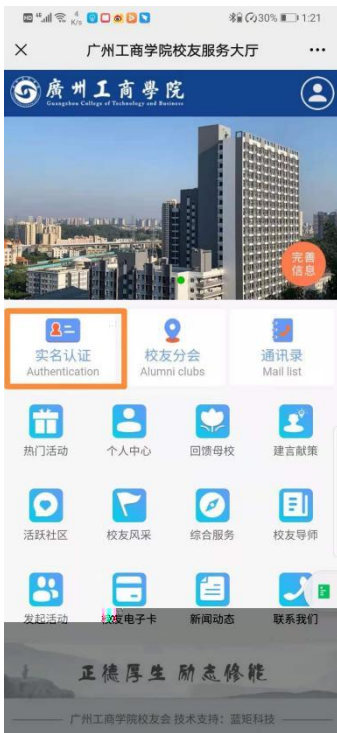 HD 4G 4 K/s 30% 1:21
× 广州工商学院校友服务大厅 ···
廣州工商學院
Guangzhou College of Technology and Business
完善
信息
实名认证 校友分会 通讯录
Authentication Alumni clubs Mail list
热门活动 个人中心 回馈母校 建言献策
活跃社区 校友风采 综合服务 校友导师
发起活动 校友电子卡 新闻动态 联系我们
正德厚生 励志修能
广州工商学院校友会 技术支持：蓝矩科技